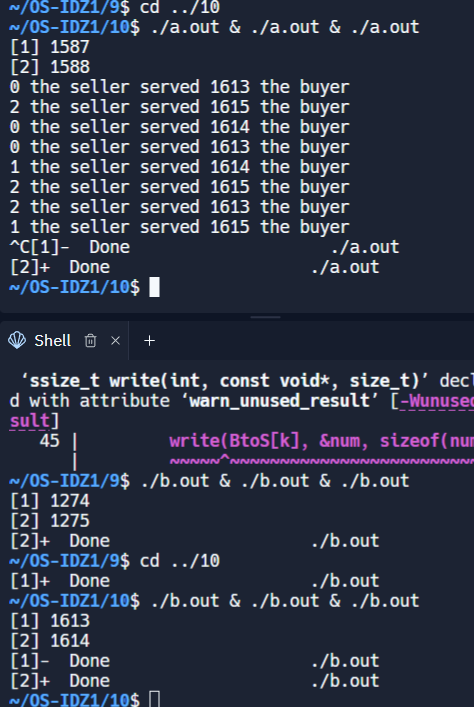 ~/OS-IDZ1/9$ cd ../10
~/OS-IDZ1/10$ ./a.out & ./a.out & ./a.out
[1] 1587
[2] 1588
0 the seller served 1613 the buyer
2 the seller served 1615 the buyer
0 the seller served 1614 the buyer
0 the seller served 1613 the buyer
1 the seller served 1614 the buyer
2 the seller served 1615 the buyer
2 the seller served 1613 the buyer
1 the seller served 1615 the buyer
^C[1]-  Done                    ./a.out
[2]+  Done                    ./a.out
~/OS-IDZ1/10$
Shell
‘ssize_t write(int, const void*, size_t)’ decl
d with attribute ‘warn_unused_result’ [-Wunused
sult]
   45 |         write(BtoS[k], &num, sizeof(num
      |         ~~~~~^~~~~~~~~~~~~~~~~~~~~~~~~~
~/OS-IDZ1/9$ ./b.out & ./b.out & ./b.out
[1] 1274
[2] 1275
[2]+  Done                    ./b.out
~/OS-IDZ1/9$ cd ../10
[1]+  Done                    ./b.out
~/OS-IDZ1/10$ ./b.out & ./b.out & ./b.out
[1] 1613
[2] 1614
[1]-  Done                    ./b.out
[2]+  Done                    ./b.out
~/OS-IDZ1/10$